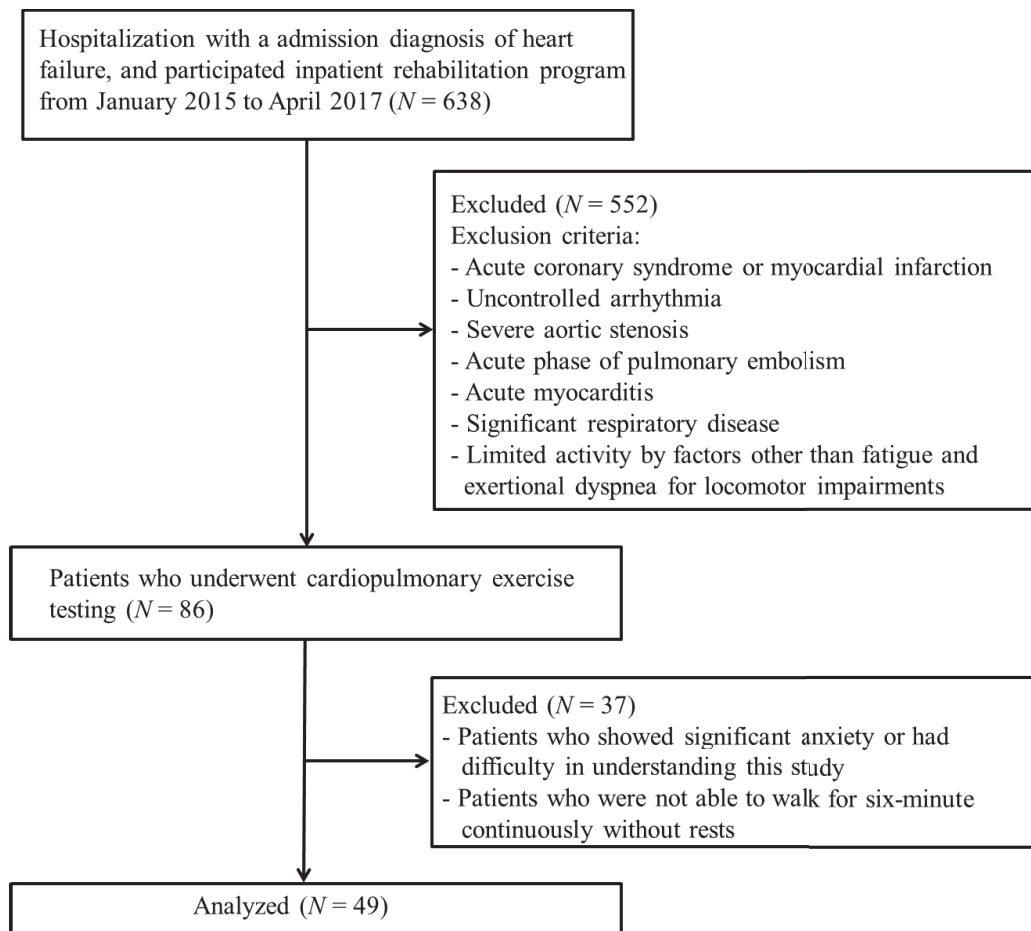 Hospitalization with a admission diagnosis of heart
failure, and participated inpatient rehabilitation program
from January 2015 to April 2017 (N = 638)
Excluded (N = 552)
Exclusion criteria:
- Acute coronary syndrome or myocardial infarction
- Uncontrolled arrhythmia
- Severe aortic stenosis
- Acute phase of pulmonary embolism
- Acute myocarditis
- Significant respiratory disease
- Limited activity by factors other than fatigue and
exertional dyspnea for locomotor impairments
Patients who underwent cardiopulmonary exercise
testing (N = 86)
Excluded (N = 37)
- Patients who showed significant anxiety or had
difficulty in understanding this study
- Patients who were not able to walk for six-minute
continuously without rests
Analyzed (N = 49)